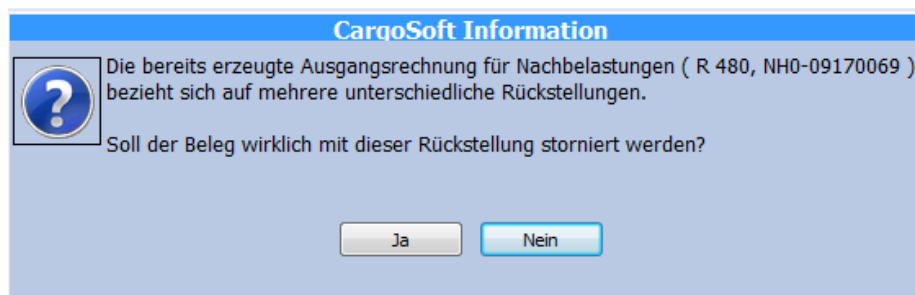 CargoSoft Information
Die bereits erzeugte Ausgangsrechnung für Nachbelastungen ( R 480, NH0-09170069 )
bezieht sich auf mehrere unterschiedliche Rückstellungen.
Soll der Beleg wirklich mit dieser Rückstellung storniert werden?
Ja
Nein